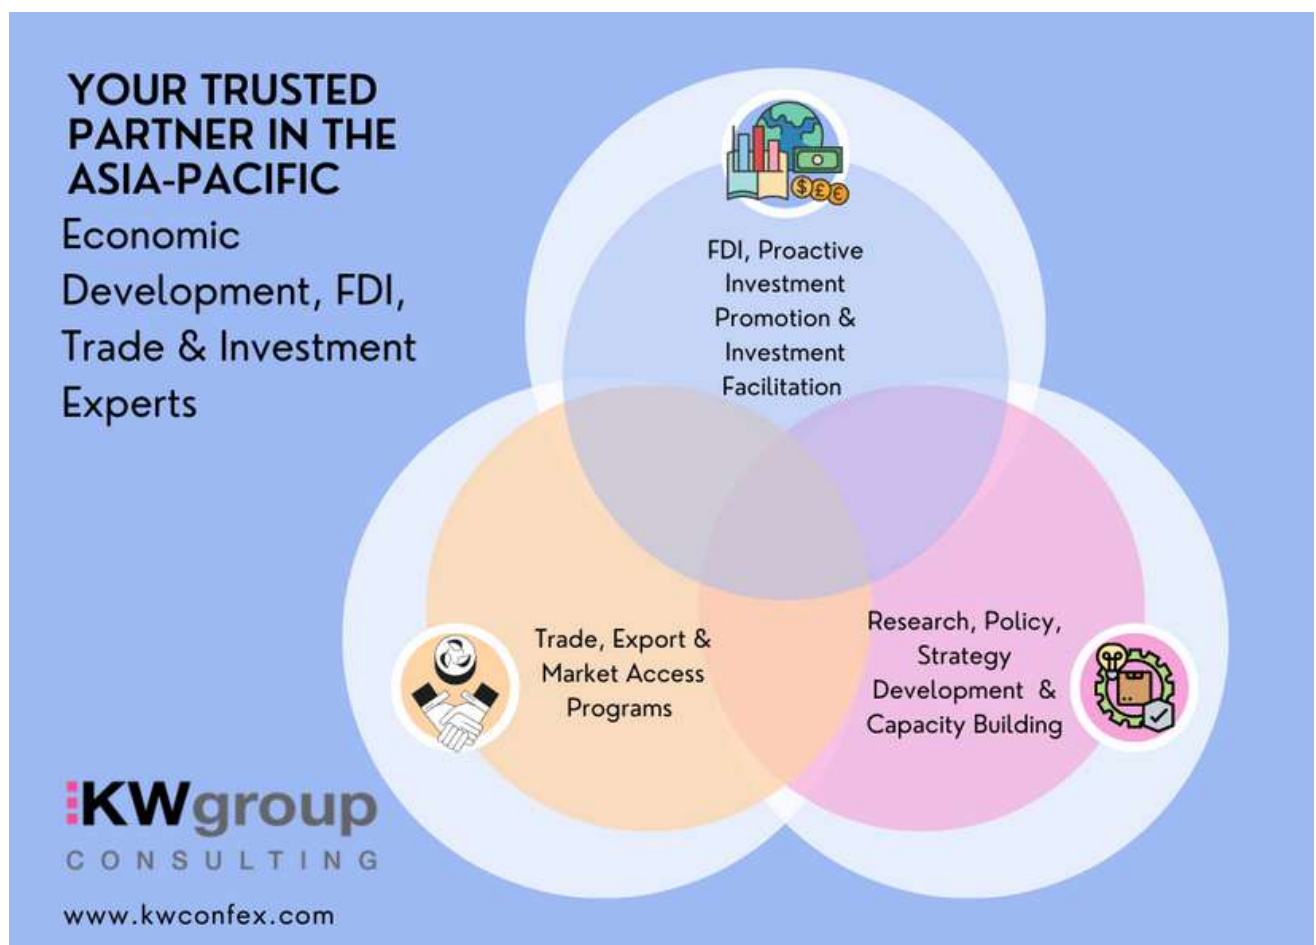 YOUR TRUSTED
PARTNER IN THE
ASIA-PACIFIC
Economic
Development, FDI,
Trade & Investment
Experts
FDI, Proactive
Investment
Promotion &
Investment
Facilitation
Trade, Export &
Market Access
Programs
Research, Policy,
Strategy
Development &
Capacity Building
KWgroup
CONSULTING
www.kwconfex.com